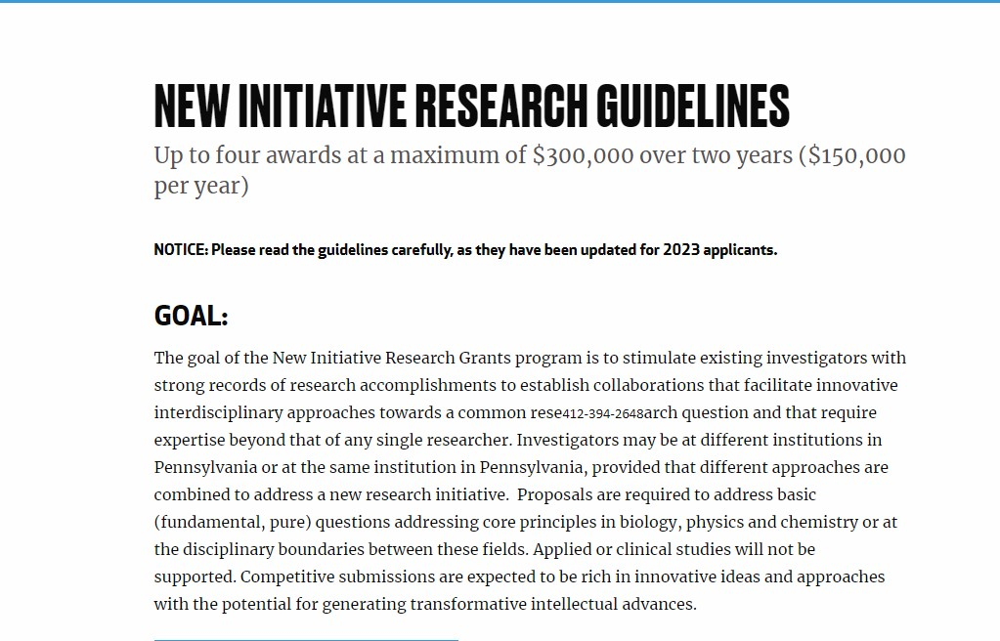 NEW INITIATIVE RESEARCH GUIDELINES
Up to four awards at a maximum of $300,000 over two years ($150,000
per year)
NOTICE: Please read the guidelines carefully, as they have been updated for 2023 applicants.
GOAL:
The goal of the New Initiative Research Grants program is to stimulate existing investigators with
strong records of research accomplishments to establish collaborations that facilitate innovative
interdisciplinary approaches towards a common rese412-394-2648arch question and that require
expertise beyond that of any single researcher. Investigators may be at different institutions in
Pennsylvania or at the same institution in Pennsylvania, provided that different approaches are
combined to address a new research initiative.  Proposals are required to address basic
(fundamental, pure) questions addressing core principles in biology, physics and chemistry or at
the disciplinary boundaries between these fields. Applied or clinical studies will not be
supported. Competitive submissions are expected to be rich in innovative ideas and approaches
with the potential for generating transformative intellectual advances.